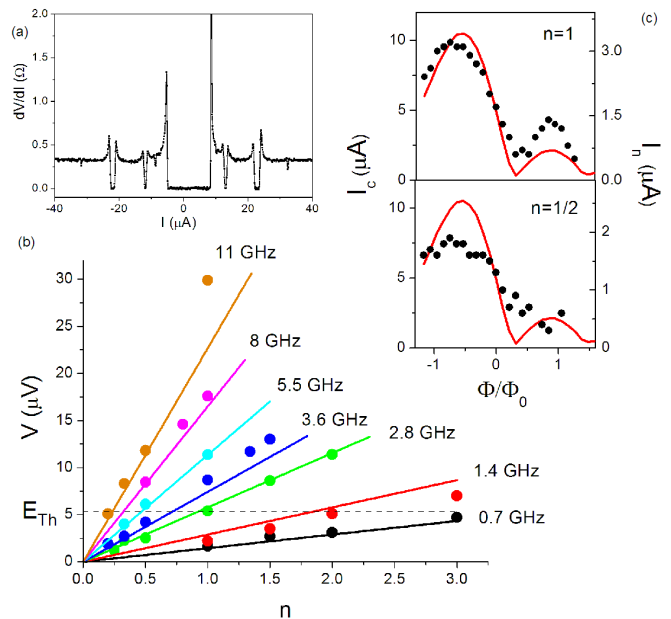 (a)
2.0
1.5
1.0
0.5
0.0
dV/dI (Ω)
-40 -20 0 20 40
I (μA)
(b)
30
25
20
15
10
5
0
V (μV)
E_Th
11 GHz
8 GHz
5.5 GHz
3.6 GHz
2.8 GHz
1.4 GHz
0.7 GHz
0.0 0.5 1.0 1.5 2.0 2.5 3.0
n
(c)
n=1
10
5
0
3.0
1.5
0.0
I_c (μA)
I_n (μA)
n=1/2
10
5
0
2
1
0
-1 0 1
Φ/Φ_0